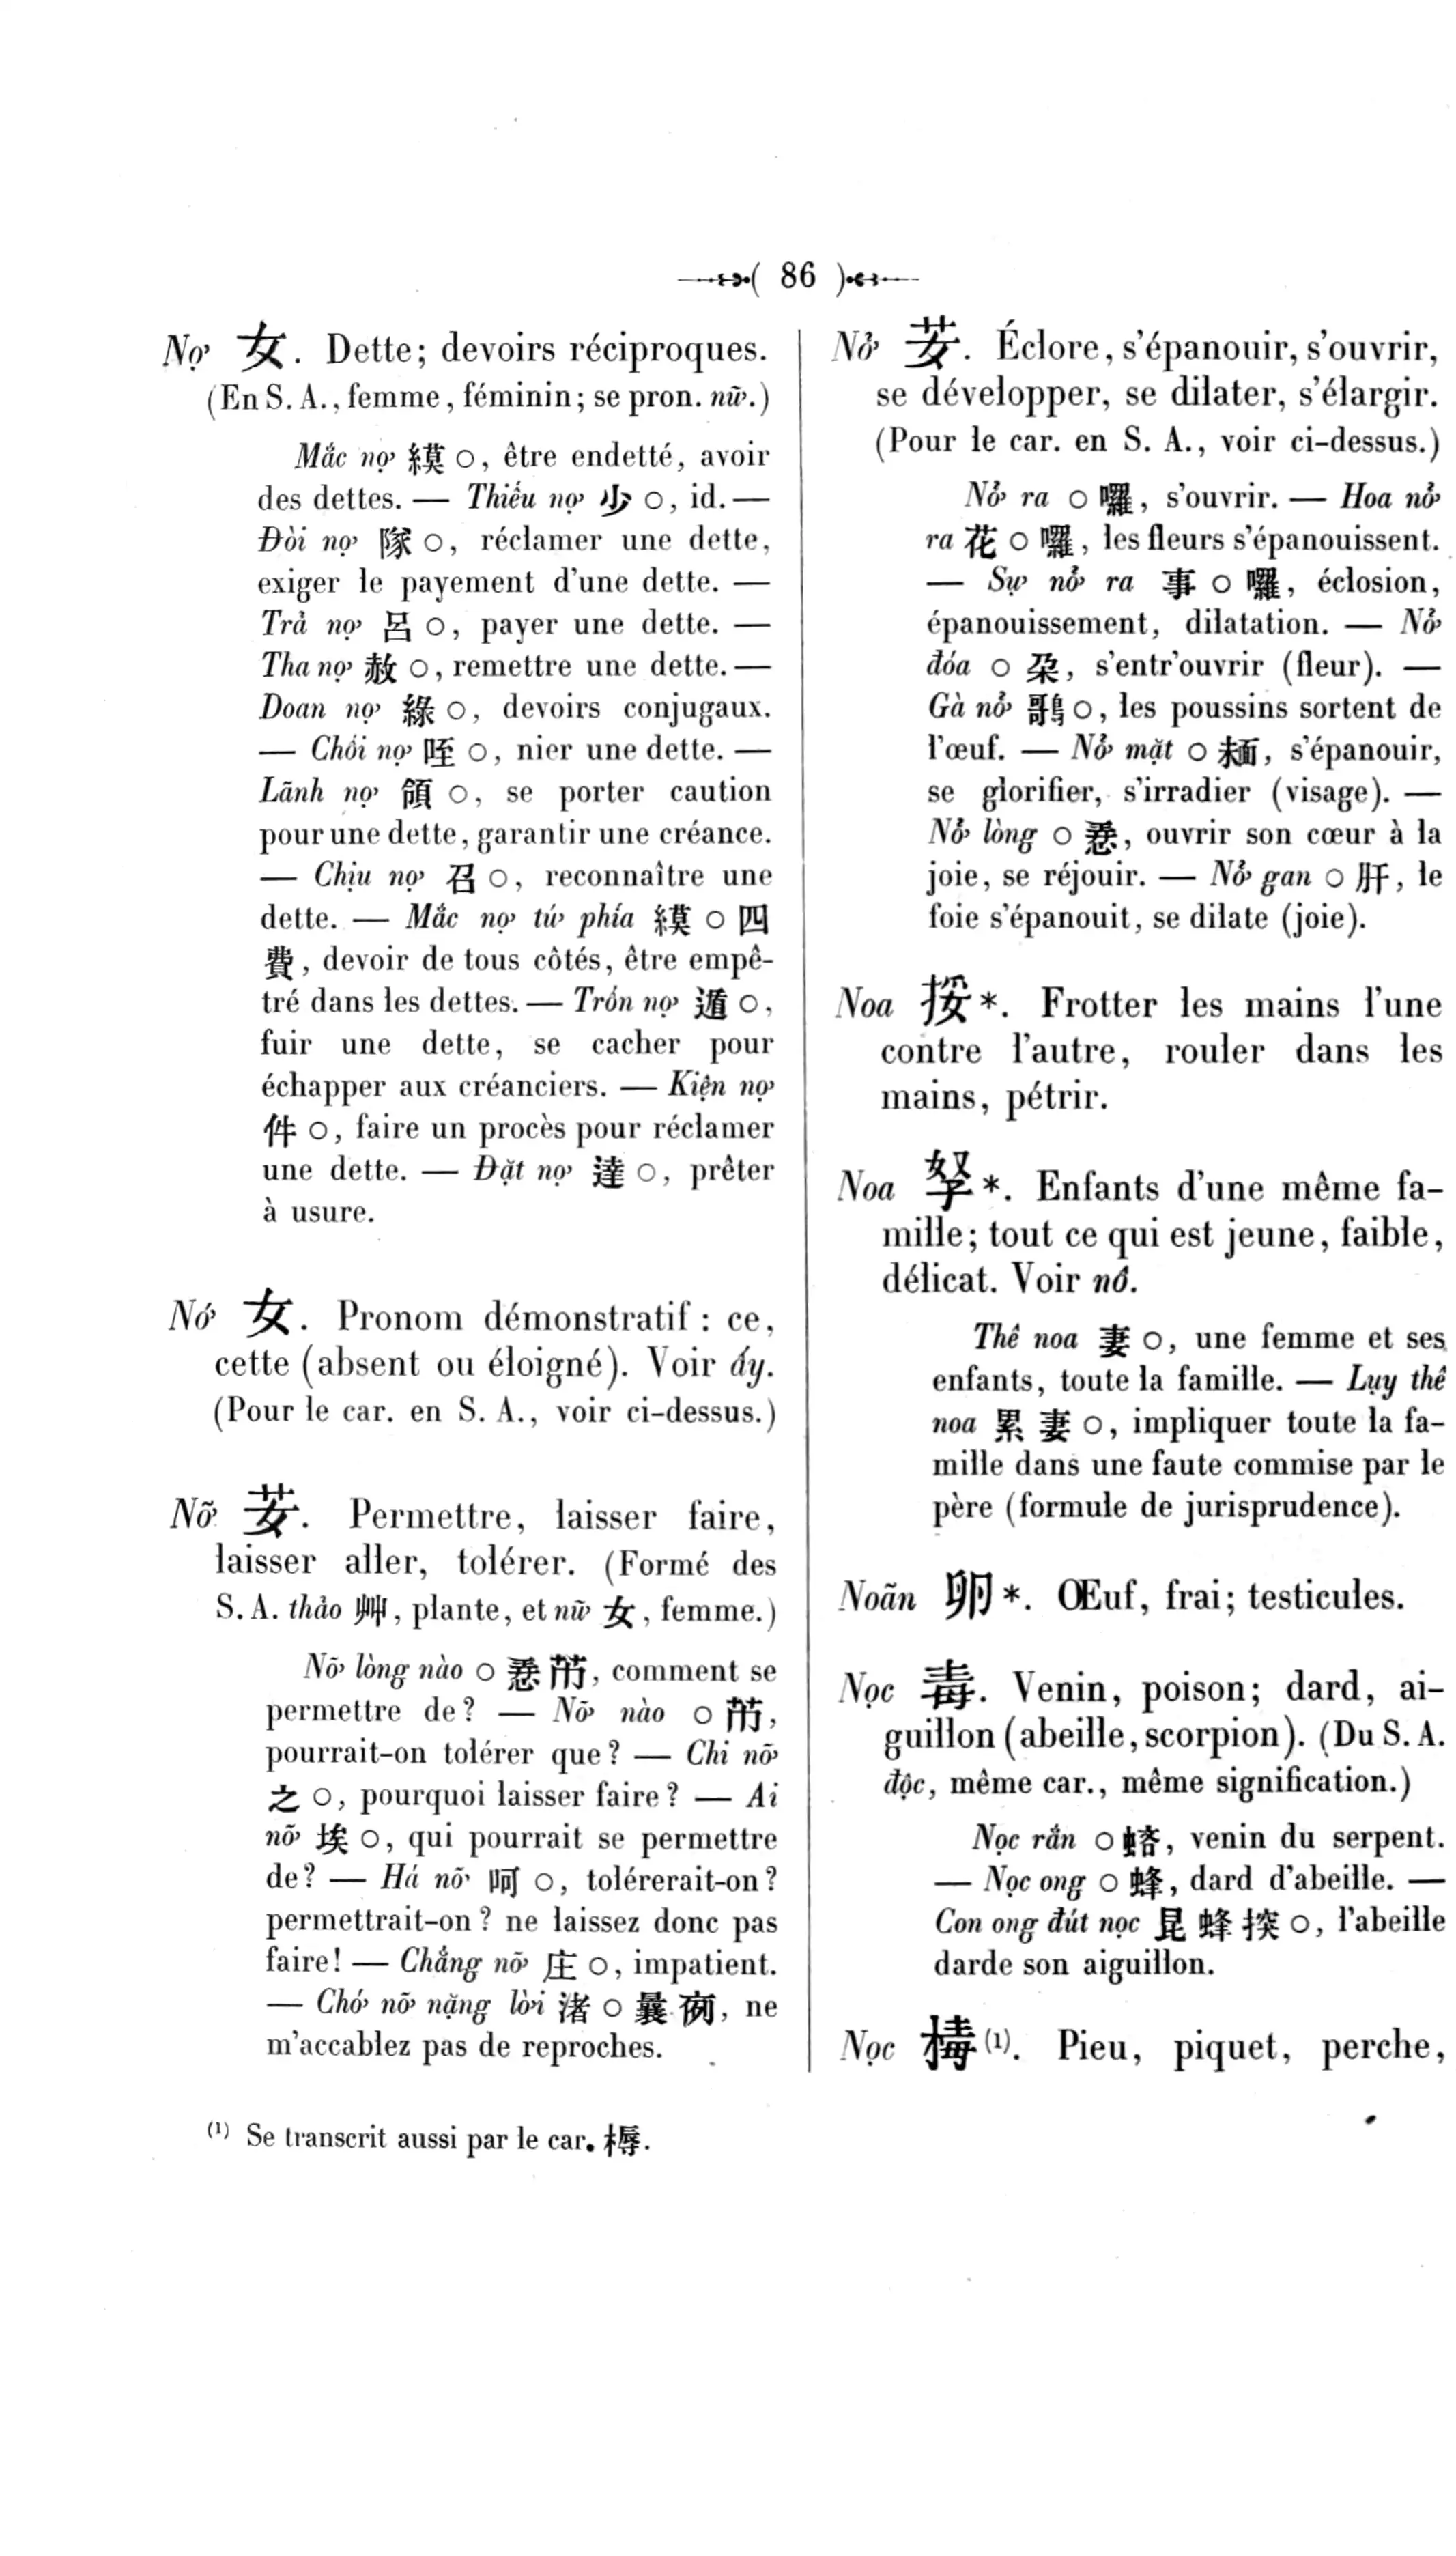 ( 86 )
Nợ 女. Dette; devoirs réciproques.
(En S. A., femme, féminin; se pron. nữ.)
Mắc nợ 縸 ○, être endetté, avoir
des dettes. — Thiếu nợ 少 ○, id. —
Đòi nợ 隊 ○, réclamer une dette,
exiger le payement d'une dette. —
Trả nợ 呂 ○, payer une dette. —
Tha nợ 赦 ○, remettre une dette. —
Doan nợ 緣 ○, devoirs conjugaux.
— Chối nợ 咥 ○, nier une dette. —
Lãnh nợ 領 ○, se porter caution
pour une dette, garantir une créance.
— Chịu nợ 召 ○, reconnaître une
dette. — Mắc nợ tứ phía 縸 ○ 四
費, devoir de tous côtés, être empê-
tré dans les dettes. — Trốn nợ 遁 ○,
fuir une dette, se cacher pour
échapper aux créanciers. — Kiện nợ
件 ○, faire un procès pour réclamer
une dette. — Đặt nợ 達 ○, prêter
à usure.
Nớ 女. Pronom démonstratif : ce,
cette (absent ou éloigné). Voir ấy.
(Pour le car. en S. A., voir ci-dessus.)
Nỡ 𦬻. Permettre, laisser faire,
laisser aller, tolérer. (Formé des
S. A. thảo 艸, plante, et nữ 女, femme.)
Nỡ lòng nào ○ 𢚸 芇, comment se
permettre de? — Nỡ nào ○ 芇,
pourrait-on tolérer que? — Chi nỡ
之 ○, pourquoi laisser faire? — Ai
nỡ 埃 ○, qui pourrait se permettre
de? — Há nỡ 呵 ○, tolérerait-on?
permettrait-on? ne laissez donc pas
faire! — Chẳng nỡ 庄 ○, impatient.
— Chớ nỡ nặng lời 渚 ○ 曩, ne
m'accablez pas de reproches.
(1) Se transcrit aussi par le car. 槈.
Nở 𦬻. Éclore, s'épanouir, s'ouvrir,
se développer, se dilater, s'élargir.
(Pour le car. en S. A., voir ci-dessus.)
Nở ra ○ 囉, s'ouvrir. — Hoa nở
ra 花 ○ 囉, les fleurs s'épanouissent.
— Sự nở ra 事 ○ 囉, éclosion,
épanouissement, dilatation. — Nở
đóa ○ 朶, s'entr'ouvrir (fleur). —
Gà nở 鵶 ○, les poussins sortent de
l'œuf. — Nở mặt ○ 𩈘, s'épanouir,
se glorifier, s'irradier (visage). —
Nở lòng ○ 𢚸, ouvrir son cœur à la
joie, se réjouir. — Nở gan ○ 肝, le
foie s'épanouit, se dilate (joie).
Noa 挼 *. Frotter les mains l'une
contre l'autre, rouler dans les
mains, pétrir.
Noa 孥 *. Enfants d'une même fa-
mille; tout ce qui est jeune, faible,
délicat. Voir nô.
Thê noa 妻 ○, une femme et ses
enfants, toute la famille. — Lụy thê
noa 累 妻 ○, impliquer toute la fa-
mille dans une faute commise par le
père (formule de jurisprudence).
Noãn 卵 *. Œuf, frai; testicules.
Nọc 毒. Venin, poison; dard, ai-
guillon (abeille, scorpion). (Du S. A.
độc, même car., même signification.)
Nọc rắn ○ 𧋻, venin du serpent.
— Nọc ong ○ 蜂, dard d'abeille. —
Con ong đút nọc 昆 蜂 揬 ○, l'abeille
darde son aiguillon.
Nọc (1). Pieu, piquet, perche,